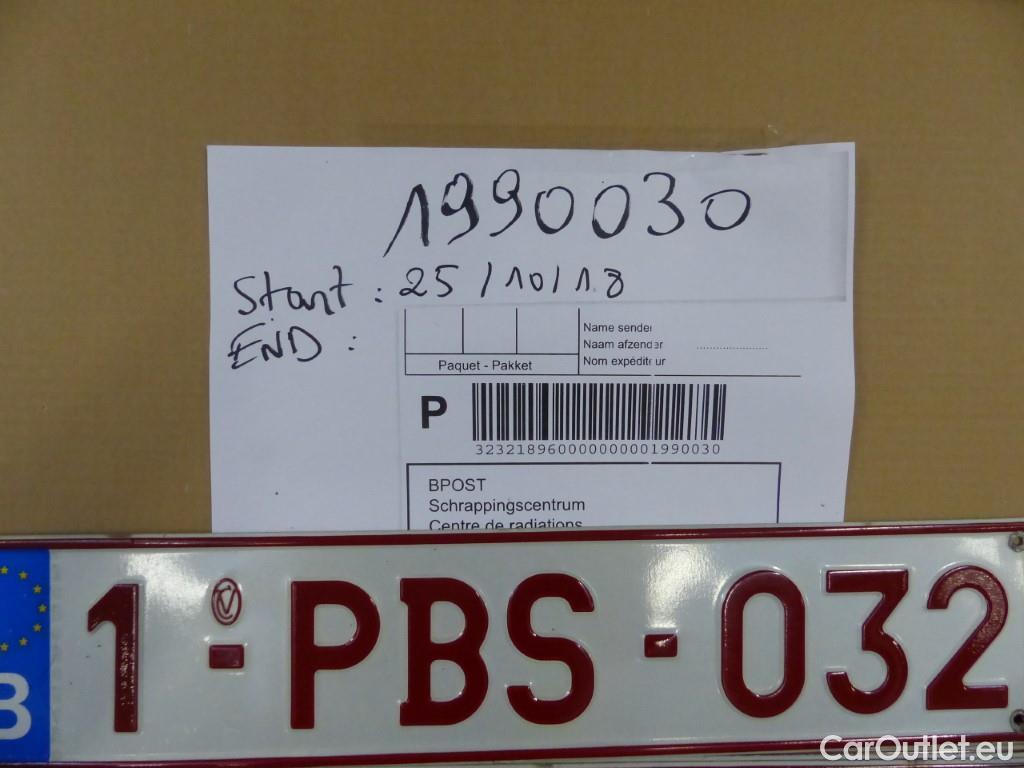 1990030
Start: 25/10/18
END:
Name sender
Naam afzender ....................
Nom expéditeur
Paquet - Pakket
P
3232189600000000001990030
BPOST
Schrappingscentrum
Centre de radiations
B 1-PBS-032
CarOutlet.eu